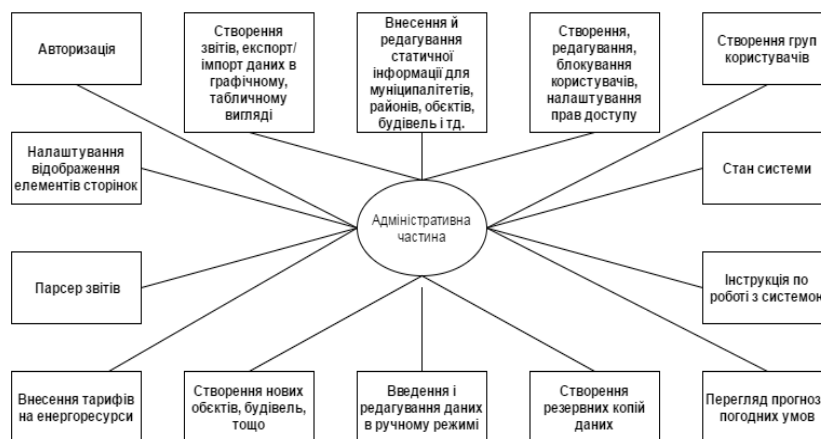 Авторизація
Створення
звітів, експорт/
імпорт даних в
графічному,
табличному
вигляді
Внесення й
редагування
статичної
інформації для
муніципалітетів,
районів, обєктів,
будівель і тд.
Створення,
редагування,
блокування
користувачів,
налаштування
прав доступу
Створення груп
користувачів
Налаштування
відображення
елементів сторінок
Адміністративна
частина
Стан системи
Парсер звітів
Інструкція по
роботі з системою
Внесення тарифів
на енергоресурси
Створення нових
обєктів, будівель,
тощо
Введення і
редагування даних
в ручному режимі
Створення
резервних копій
даних
Перегляд прогнозу
погодних умов